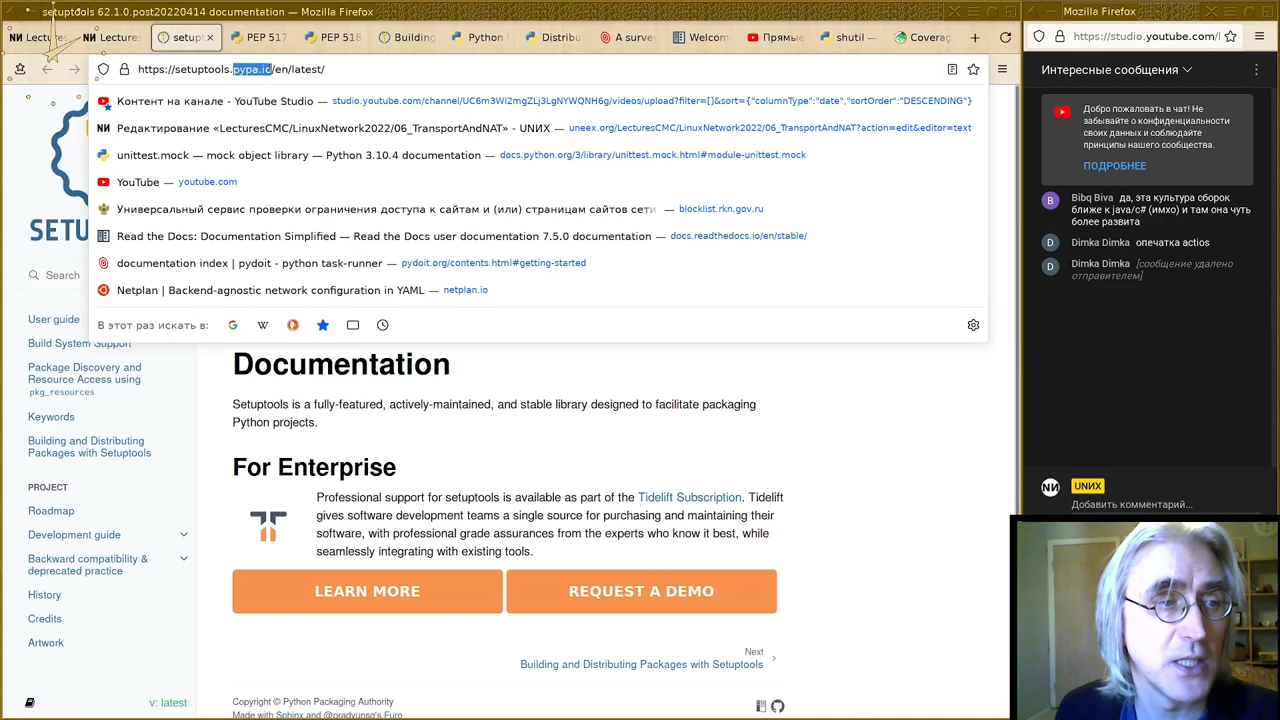 setuptools 62.1.0.post20220414 documentation — Mozilla Firefox
Mozilla Firefox
Lectures
Lectures
setupt
PEP 517
PEP 518
Building
Python
Distribu
A survey
Welcom
Прямые
shutil —
Coverag
https://setuptools.pypa.io/en/latest/
https://studio.youtube.com/l
Контент на канале - YouTube Studio — studio.youtube.com/channel/UC6m3WI2mgZLj3LgNYWQNH6g/videos/upload?filter=[]&sort={"columnType":"date","sortOrder":"DESCENDING"}
Редактирование «LecturesCMC/LinuxNetwork2022/06_TransportAndNAT» - UNИX — uneex.org/LecturesCMC/LinuxNetwork2022/06_TransportAndNAT?action=edit&editor=text
unittest.mock — mock object library — Python 3.10.4 documentation — docs.python.org/3/library/unittest.mock.html#module-unittest.mock
YouTube — youtube.com
Универсальный сервис проверки ограничения доступа к сайтам и (или) страницам сайтов сети — blocklist.rkn.gov.ru
Read the Docs: Documentation Simplified — Read the Docs user documentation 7.5.0 documentation — docs.readthedocs.io/en/stable/
documentation index | pydoit - python task-runner — pydoit.org/contents.html#getting-started
Netplan | Backend-agnostic network configuration in YAML — netplan.io
В этот раз искать в:
SETU
Search
User guide
Build System Support
Package Discovery and
Resource Access using
pkg_resources
Keywords
Building and Distributing
Packages with Setuptools
PROJECT
Roadmap
Development guide
Backward compatibility &
deprecated practice
History
Credits
Artwork
v: latest
Documentation
Setuptools is a fully-featured, actively-maintained, and stable library designed to facilitate packaging
Python projects.
For Enterprise
Professional support for setuptools is available as part of the Tidelift Subscription. Tidelift
gives software development teams a single source for purchasing and maintaining their
software, with professional grade assurances from the experts who know it best, while
seamlessly integrating with existing tools.
LEARN MORE
REQUEST A DEMO
Next
Building and Distributing Packages with Setuptools
Copyright © Python Packaging Authority
Made with Sphinx and @pradyunsg's Furo
Интересные сообщения
Добро пожаловать в чат! Не
забывайте о конфиденциальности
своих данных и соблюдайте
принципы нашего сообщества.
ПОДРОБНЕЕ
Bibq Biva да, эта культура сборок
ближе к java/c# (имхо) и там она чуть
более развита
Dimka Dimka опечатка actios
Dimka Dimka [сообщение удалено
отправителем]
UNИX
Добавить комментарий...